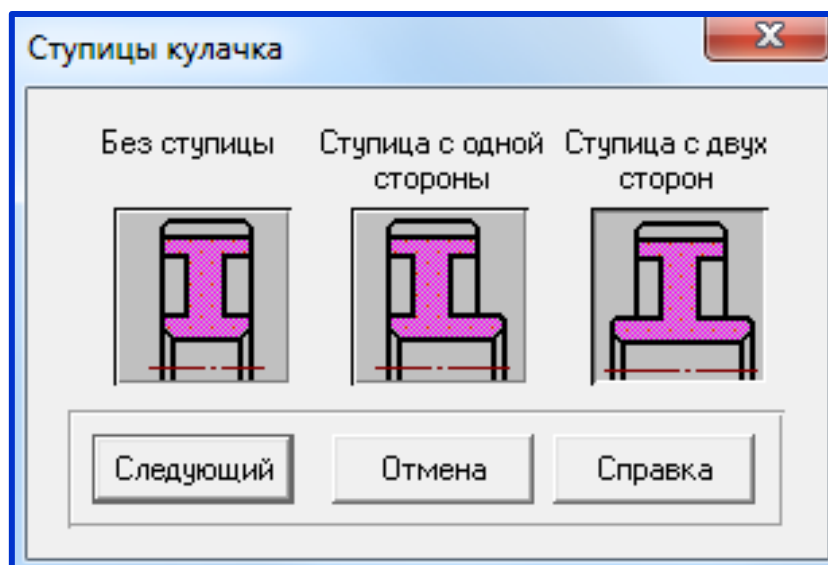 Ступицы кулачка
Без ступицы
Ступица с одной
стороны
Ступица с двух
сторон
Следующий
Отмена
Справка